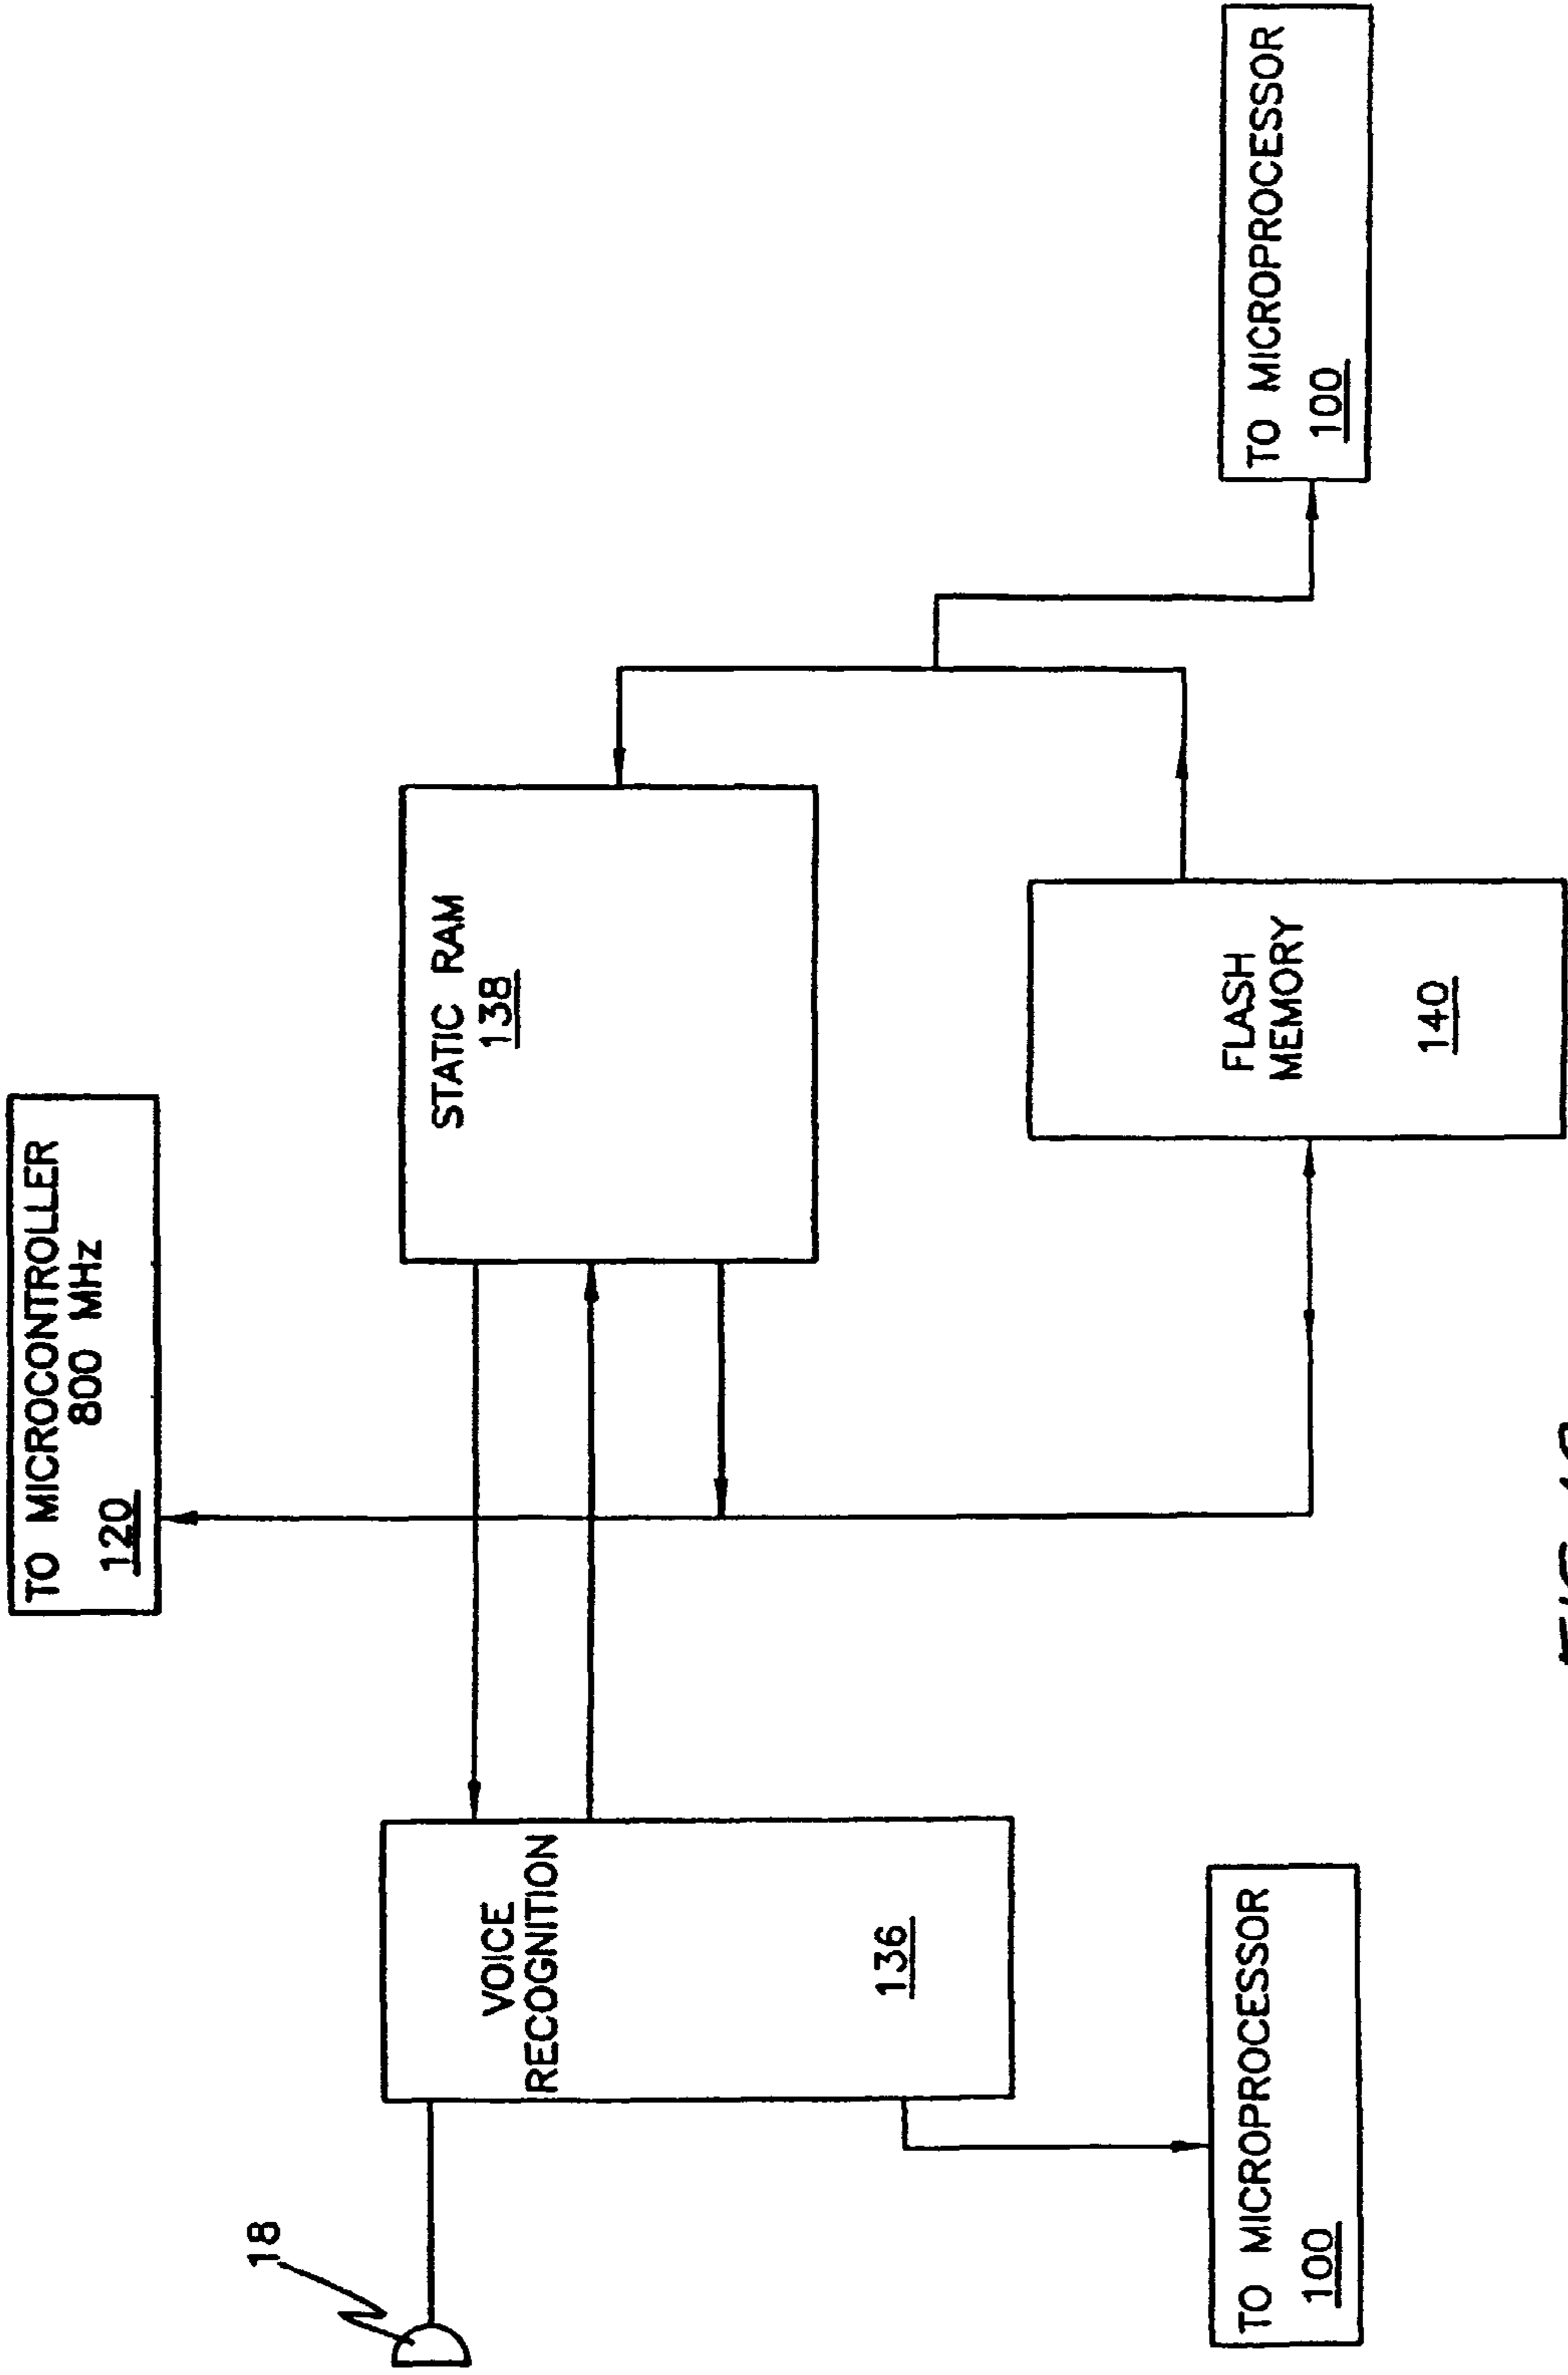 TO MICROCONTROLLER
800 MHz
120
18
VOICE
RECOGNITION
136
STATIC RAM
138
TO MICROPROCESSOR
100
FLASH
MEMORY
140
TO MICROPROCESSOR
100